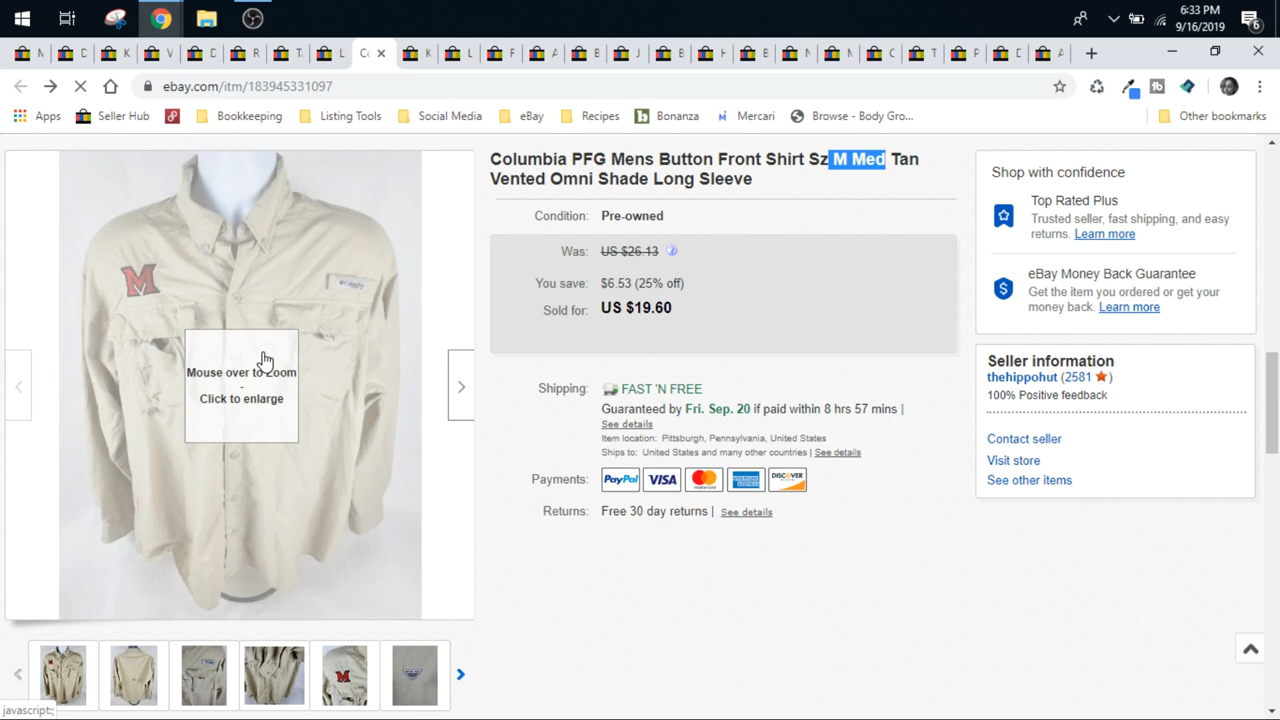 6:33 PM
9/16/2019
6
ebay.com/itm/183945331097
Apps
Seller Hub
Bookkeeping
Listing Tools
Social Media
eBay
Recipes
Bonanza
Mercari
Browse - Body Gro...
Other bookmarks
Columbia PFG Mens Button Front Shirt Sz M Med Tan
Vented Omni Shade Long Sleeve
Condition: Pre-owned
Was: US $26.13
You save: $6.53 (25% off)
Sold for: US $19.60
Shipping: FAST 'N FREE
Guaranteed by Fri. Sep. 20 if paid within 8 hrs 57 mins |
See details
Item location: Pittsburgh, Pennsylvania, United States
Ships to: United States and many other countries | See details
Payments: PayPal VISA MasterCard AMERICAN EXPRESS DISCOVER
Returns: Free 30 day returns | See details
Shop with confidence
Top Rated Plus
Trusted seller, fast shipping, and easy
returns. Learn more
eBay Money Back Guarantee
Get the item you ordered or get your
money back. Learn more
Seller information
thehippohut (2581)
100% Positive feedback
Contact seller
Visit store
See other items
M
Columbia
Mouse over to Zoom
-
Click to enlarge
M
javascript:;